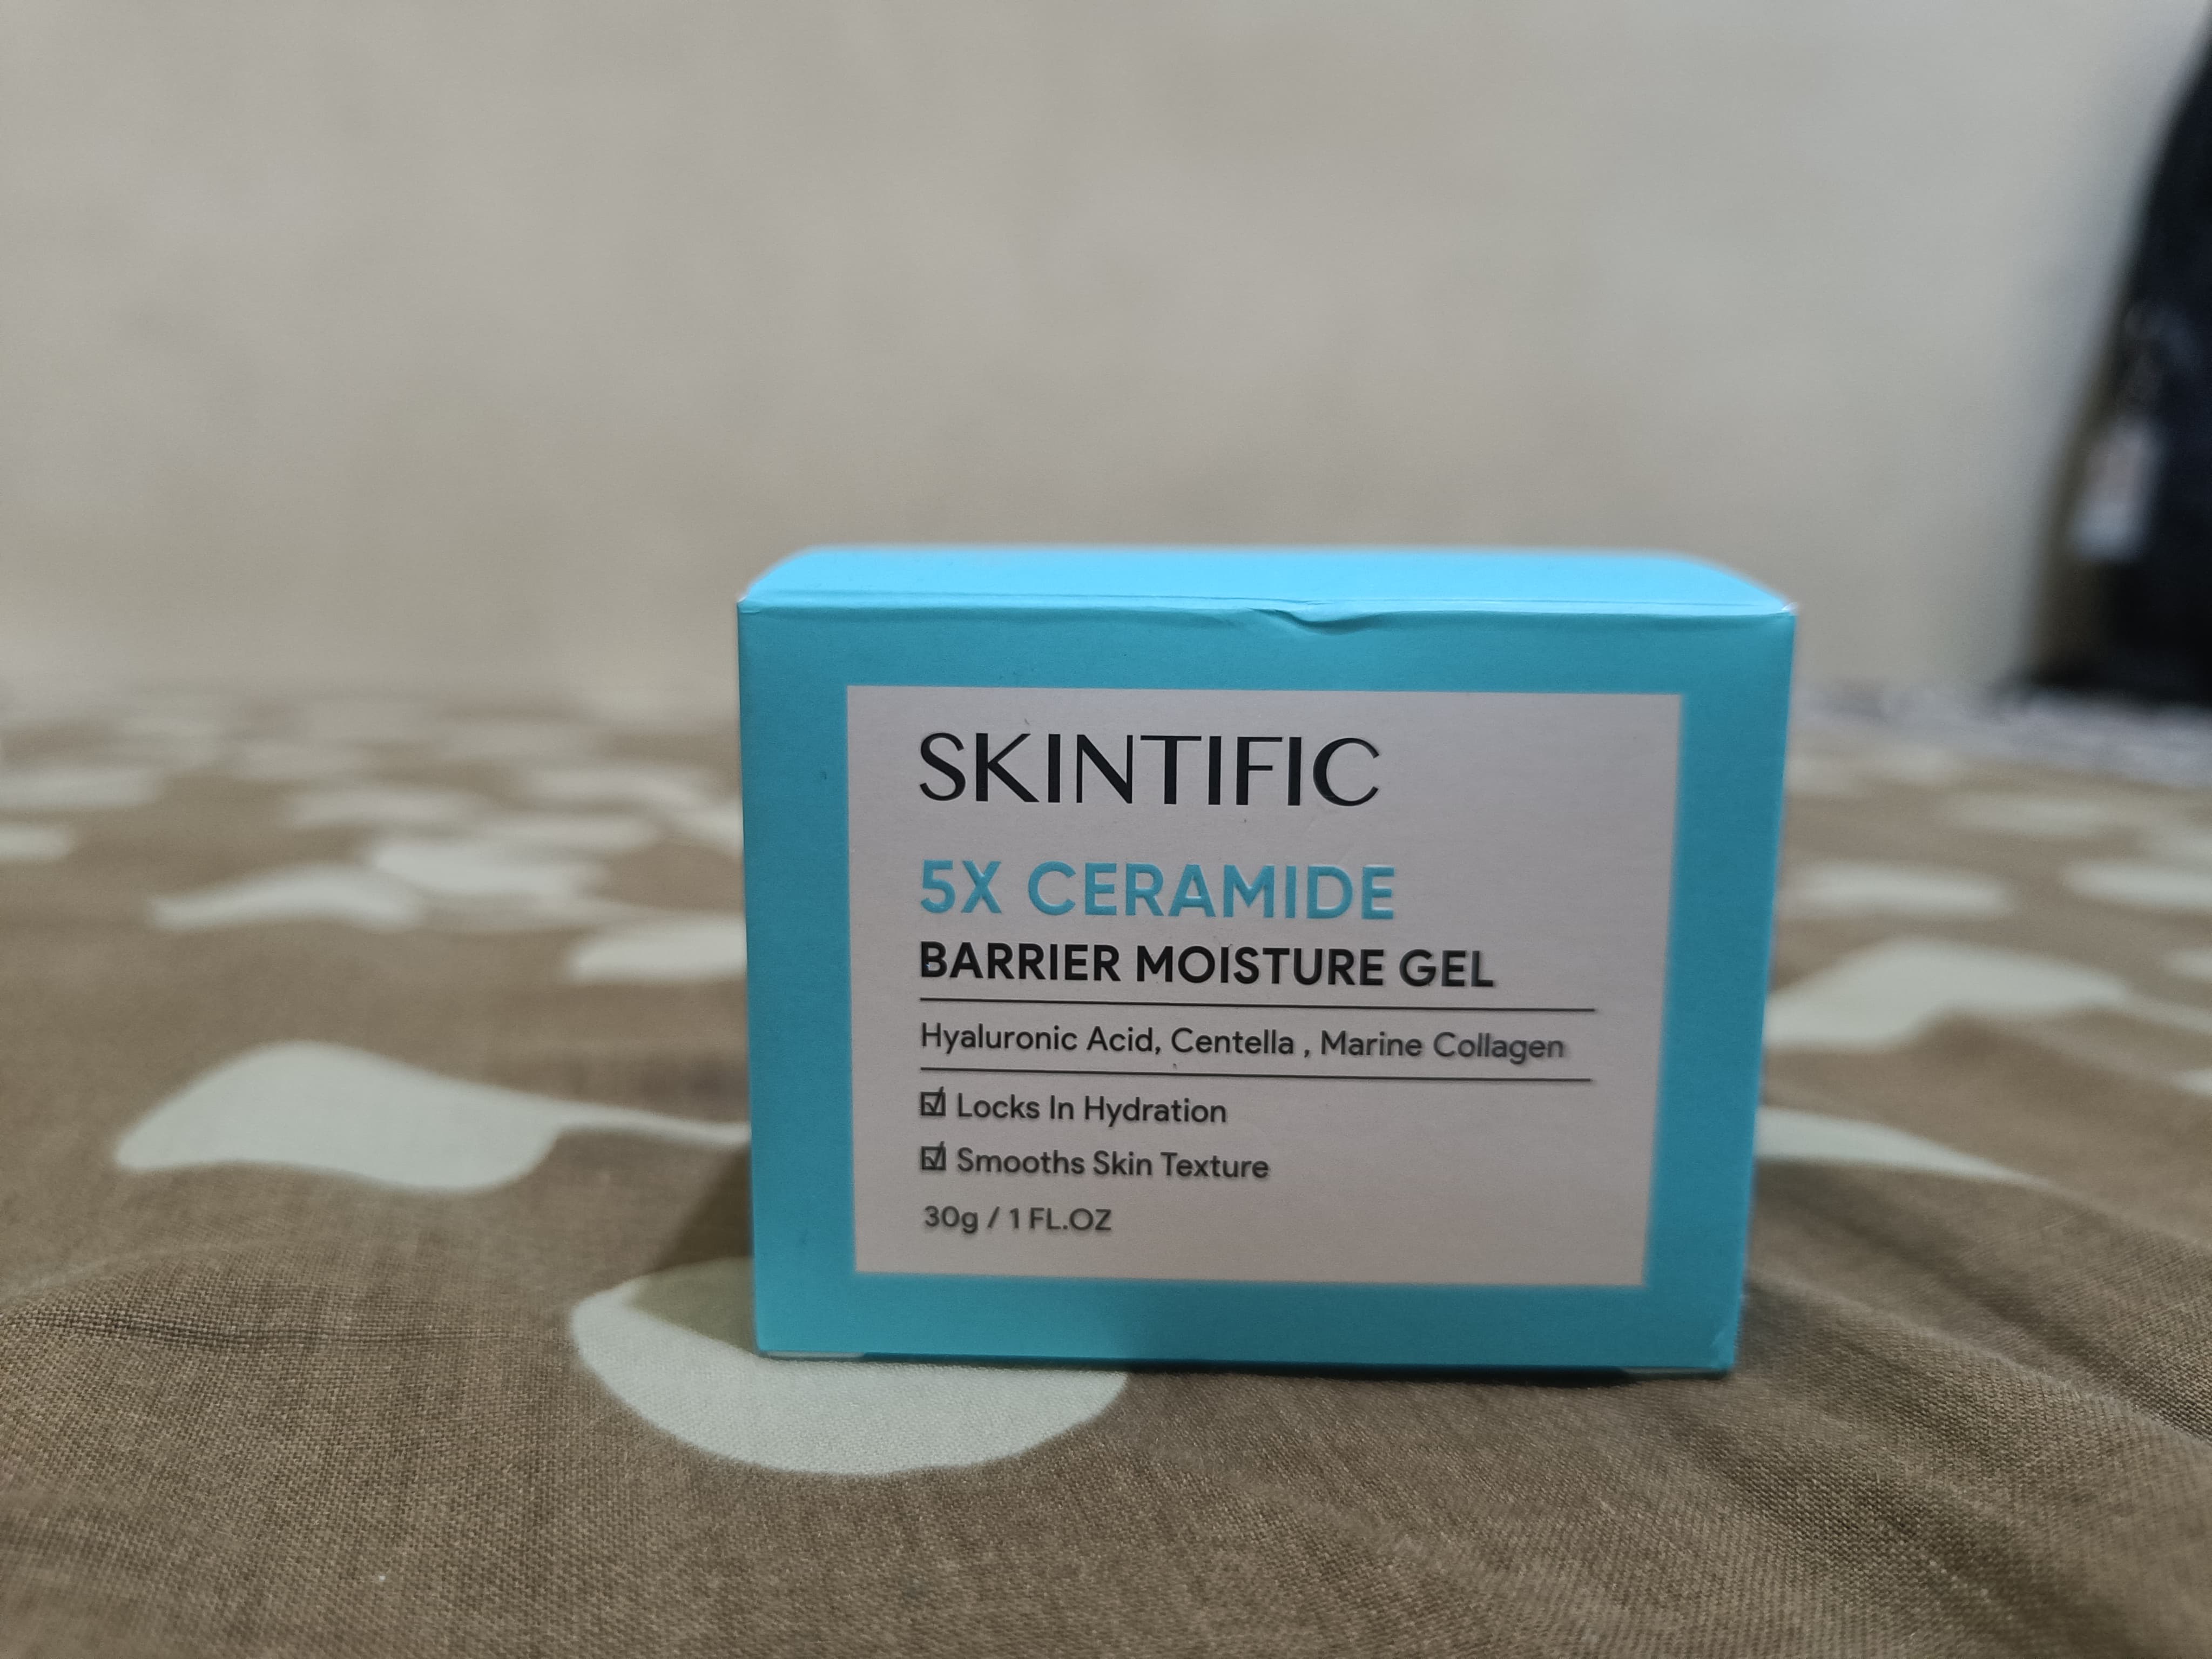 SKINTIFIC
5X CERAMIDE
BARRIER MOISTURE GEL
Hyaluronic Acid, Centella , Marine Collagen
☑ Locks In Hydration
☑ Smooths Skin Texture
30g / 1 FL.OZ